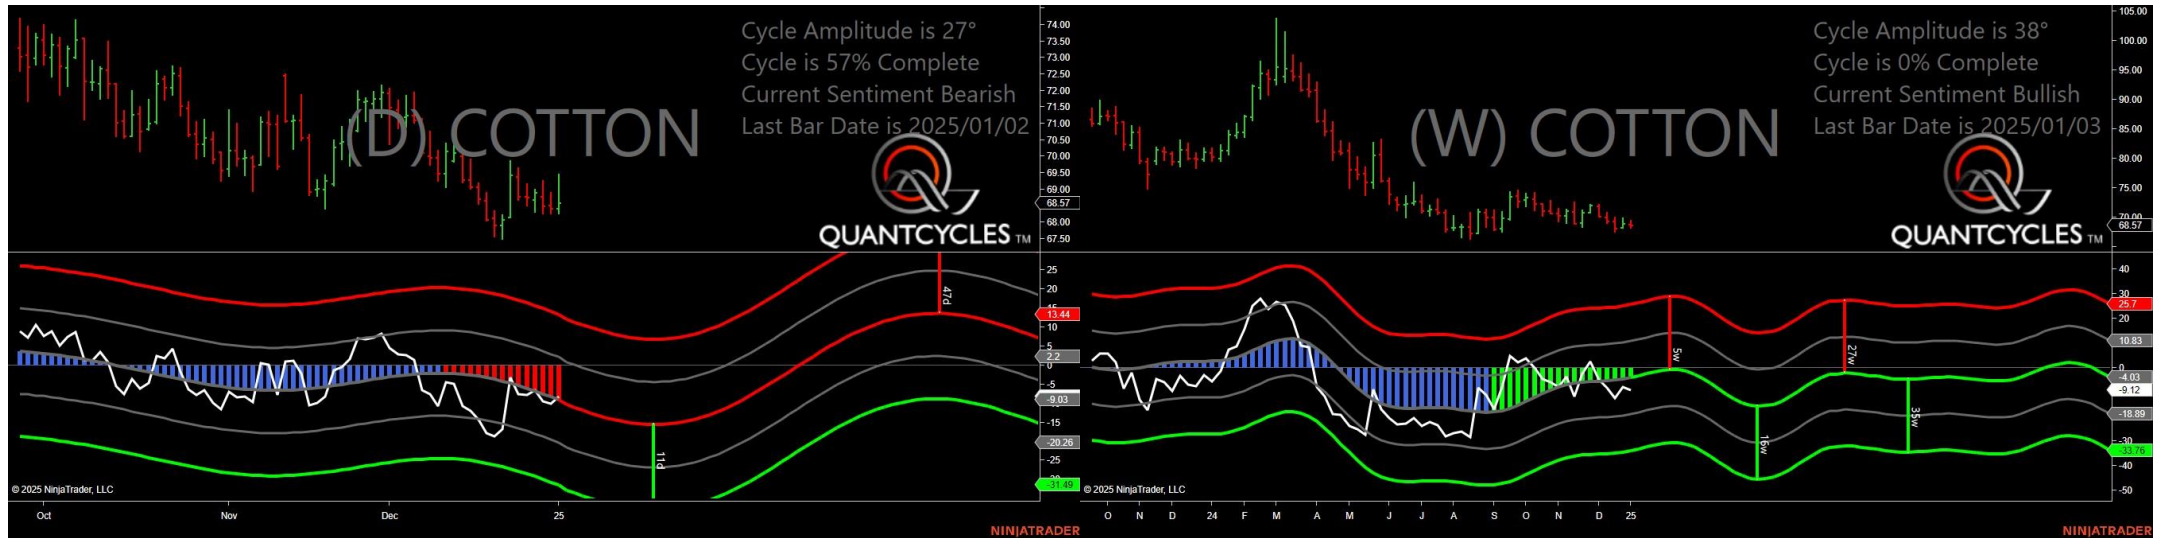 Cycle Amplitude is 27°
Cycle is 57% Complete
Current Sentiment Bearish
Last Bar Date is 2025/01/02
(D) COTTON
QUANTCYCLES TM
74.00
73.50
73.00
72.50
72.00
71.50
71.00
70.50
70.00
69.50
69.00
68.57
68.00
67.50
25
20
13.44
10
5
2.2
0
-5
-9.03
-15
-20.26
-25
-31.49
47d
11d
© 2025 NinjaTrader, LLC
Oct
Nov
Dec
25
NINJATRADER
Cycle Amplitude is 38°
Cycle is 0% Complete
Current Sentiment Bullish
Last Bar Date is 2025/01/03
(W) COTTON
QUANTCYCLES TM
105.00
100.00
95.00
90.00
85.00
80.00
75.00
70.00
68.57
40
30
25.7
20
10.83
0
-4.03
-9.12
-18.89
-30
-33.76
-40
-50
5w
16w
27w
35w
© 2025 NinjaTrader, LLC
O
N
D
24
F
M
A
M
J
J
A
S
O
N
D
25
NINJATRADER